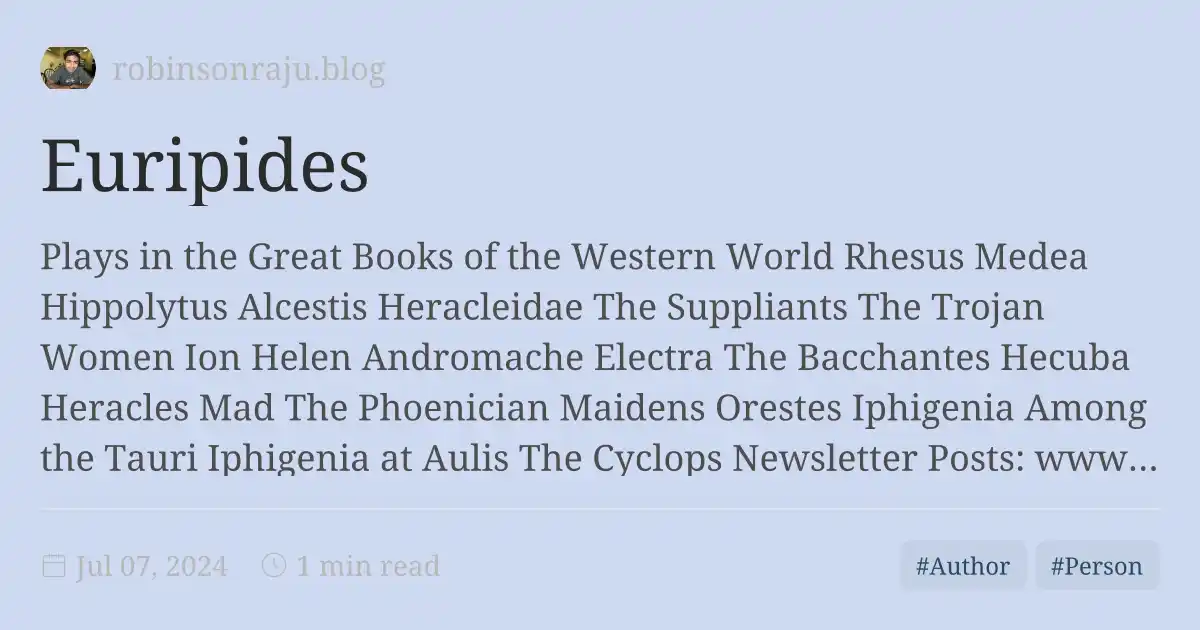 robinsonraju.blog
Euripides
Plays in the Great Books of the Western World Rhesus Medea
Hippolytus Alcestis Heracleidae The Suppliants The Trojan
Women Ion Helen Andromache Electra The Bacchantes Hecuba
Heracles Mad The Phoenician Maidens Orestes Iphigenia Among
the Tauri Iphigenia at Aulis The Cyclops Newsletter Posts: www...
Jul 07, 2024 1 min read #Author #Person